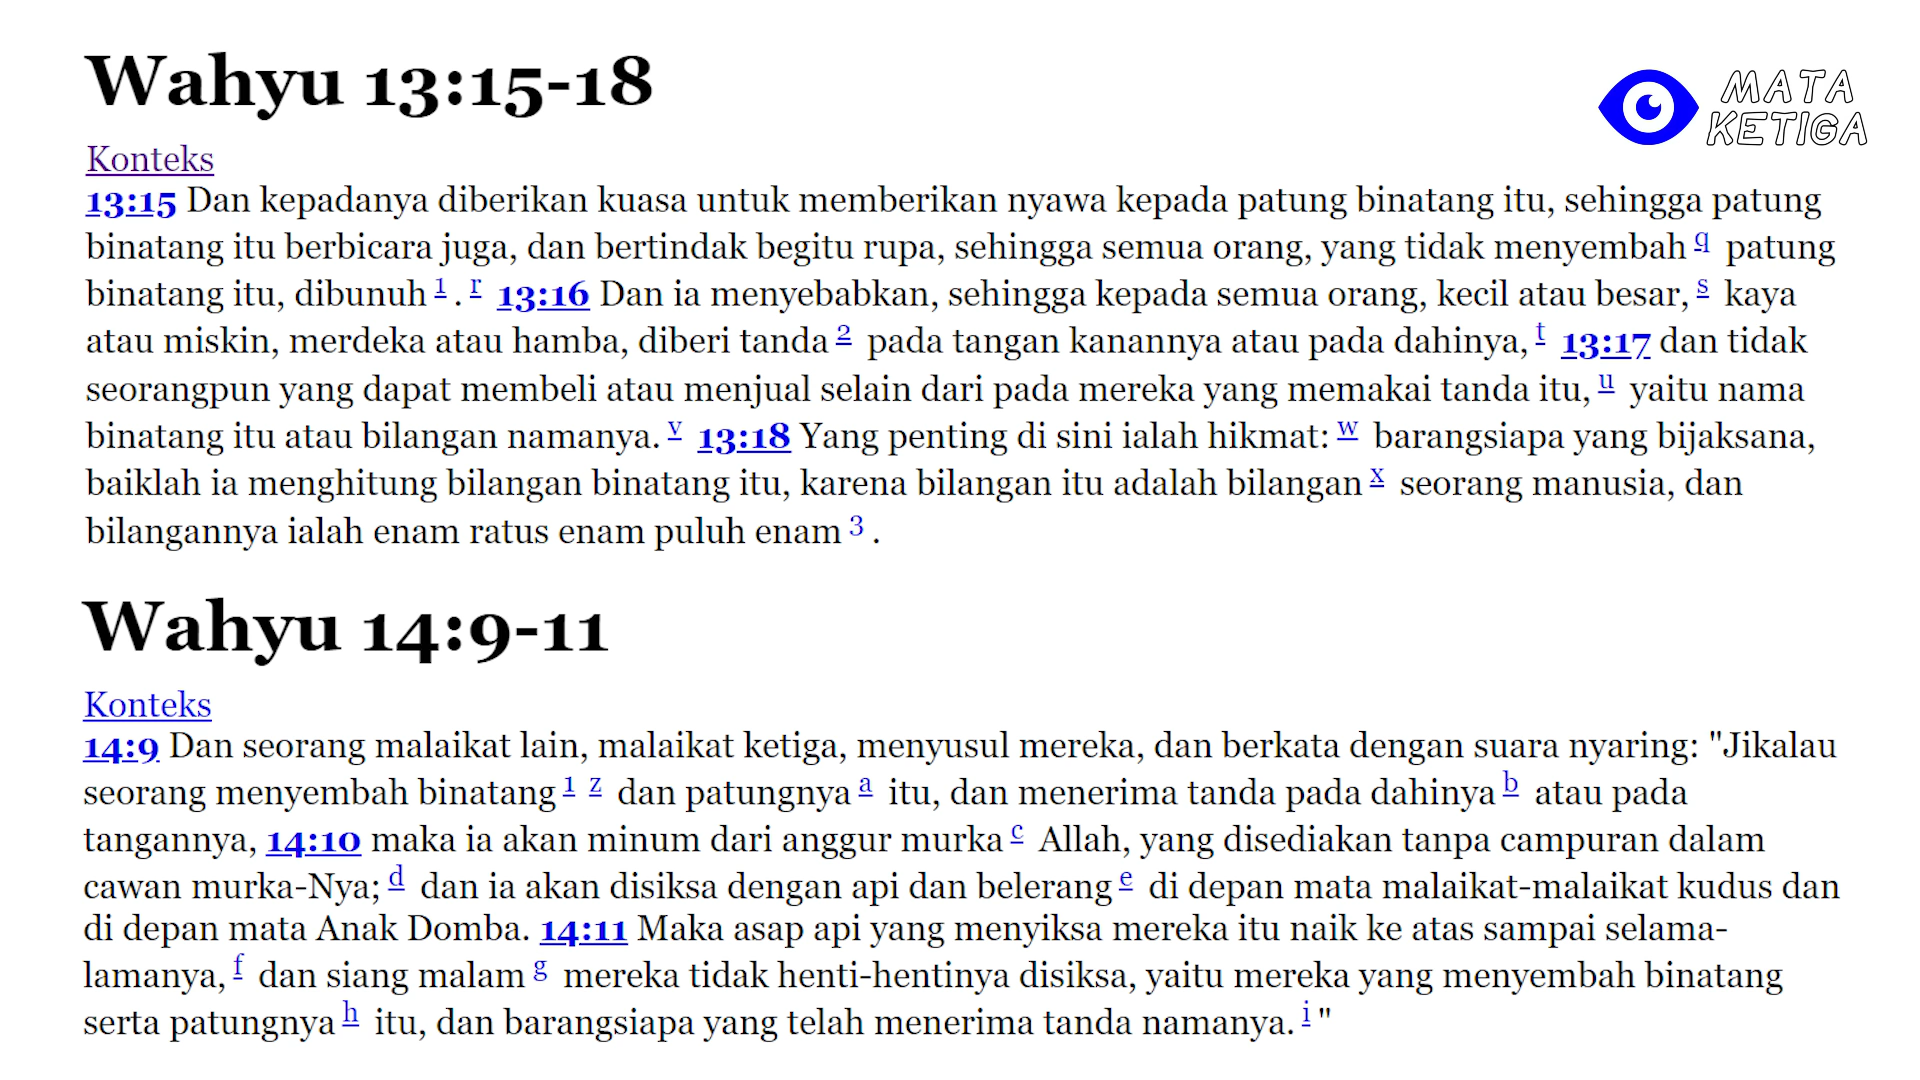 Wahyu 13:15-18
MATA
KETIGA
Konteks
13:15 Dan kepadanya diberikan kuasa untuk memberikan nyawa kepada patung binatang itu, sehingga patung
binatang itu berbicara juga, dan bertindak begitu rupa, sehingga semua orang, yang tidak menyembah q patung
binatang itu, dibunuh 1 . r 13:16 Dan ia menyebabkan, sehingga kepada semua orang, kecil atau besar, s kaya
atau miskin, merdeka atau hamba, diberi tanda 2 pada tangan kanannya atau pada dahinya, t 13:17 dan tidak
seorangpun yang dapat membeli atau menjual selain dari pada mereka yang memakai tanda itu, u yaitu nama
binatang itu atau bilangan namanya. v 13:18 Yang penting di sini ialah hikmat: w barangsiapa yang bijaksana,
baiklah ia menghitung bilangan binatang itu, karena bilangan itu adalah bilangan x seorang manusia, dan
bilangannya ialah enam ratus enam puluh enam 3 .
Wahyu 14:9-11
Konteks
14:9 Dan seorang malaikat lain, malaikat ketiga, menyusul mereka, dan berkata dengan suara nyaring: "Jikalau
seorang menyembah binatang 1 z dan patungnya a itu, dan menerima tanda pada dahinya b atau pada
tangannya, 14:10 maka ia akan minum dari anggur murka c Allah, yang disediakan tanpa campuran dalam
cawan murka-Nya; d dan ia akan disiksa dengan api dan belerang e di depan mata malaikat-malaikat kudus dan
di depan mata Anak Domba. 14:11 Maka asap api yang menyiksa mereka itu naik ke atas sampai selama-
lamanya, f dan siang malam g mereka tidak henti-hentinya disiksa, yaitu mereka yang menyembah binatang
serta patungnya h itu, dan barangsiapa yang telah menerima tanda namanya. i "